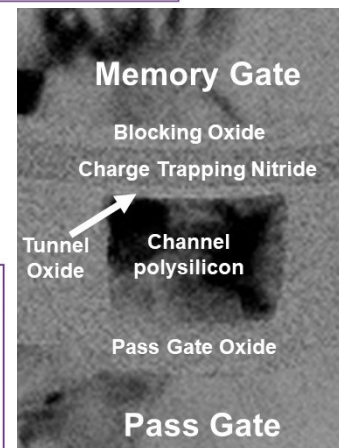 Memory Gate
Blocking Oxide
Charge Trapping Nitride
Tunnel
Oxide
Channel
polysilicon
Pass Gate Oxide
Pass Gate